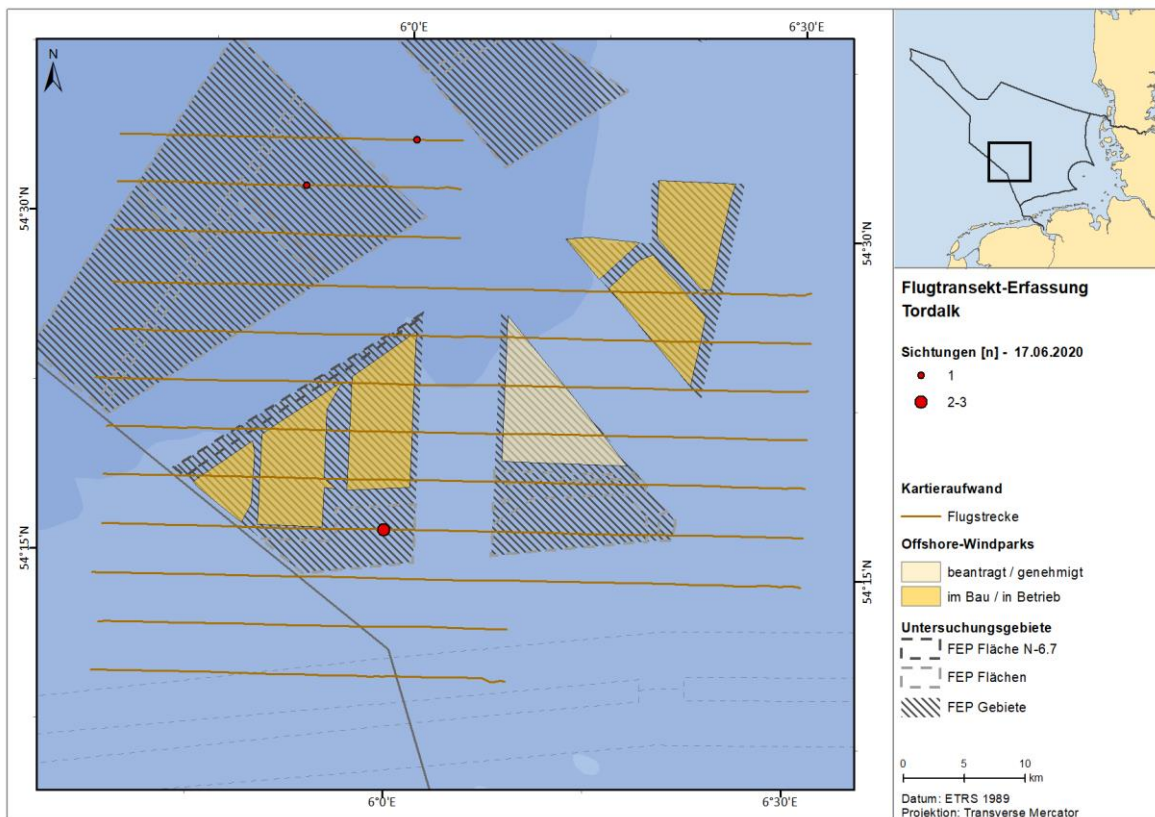 6°0'E
6°30'E
N
54°30'N
54°30'N
54°15'N
54°15'N
6°0'E
6°30'E
Flugtransekt-Erfassung
Tordalk
Sichtungen [n] - 17.06.2020
1
2-3
Kartieraufwand
Flugstrecke
Offshore-Windparks
beantragt / genehmigt
im Bau / in Betrieb
Untersuchungsgebiete
FEP Fläche N-6.7
FEP Flächen
FEP Gebiete
0 5 10
km
Datum: ETRS 1989
Projektion: Transverse Mercator